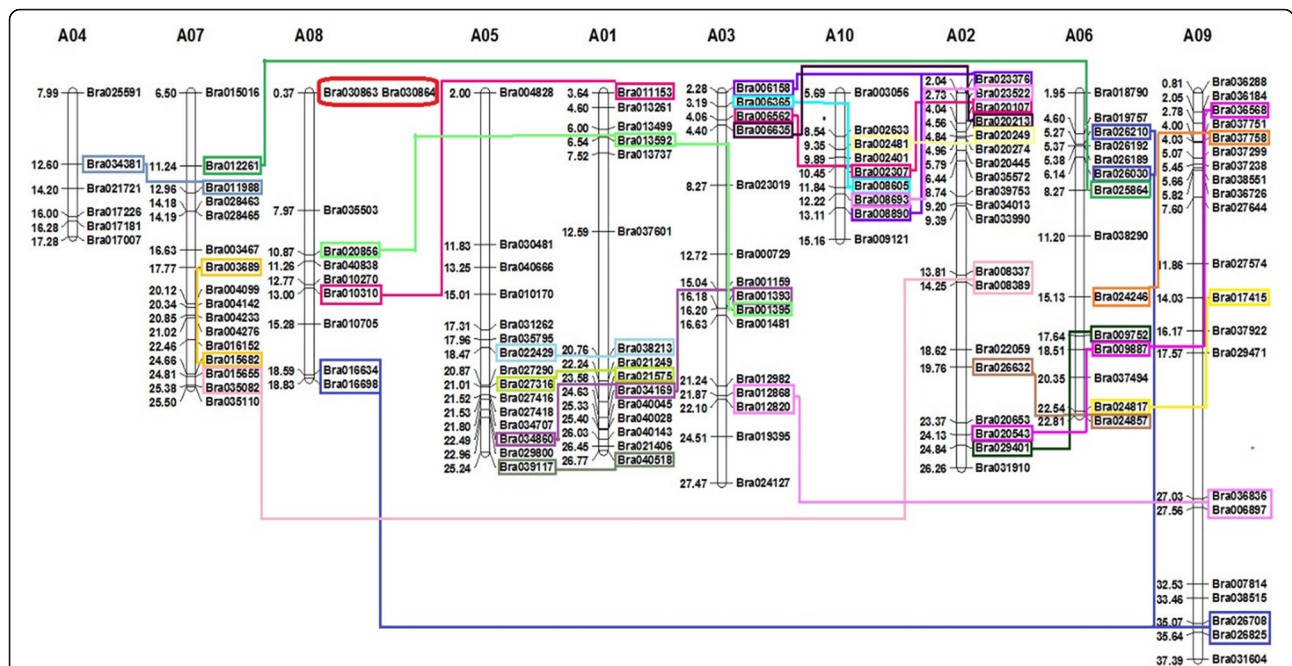 A04 A07 A08 A05 A01 A03 A10 A02 A06 A09
7.99 Bra025591
12.60 Bra034381
14.20 Bra021721
16.00 Bra017226
16.28 Bra017181
17.28 Bra017007
6.50 Bra015016
11.24 Bra012261
12.96 Bra011988
14.18 Bra028463
14.19 Bra028465
16.63 Bra003467
17.77 Bra003689
20.12 Bra004099
20.34 Bra004142
20.85 Bra004233
21.02 Bra004276
22.46 Bra016152
24.66 Bra015682
24.81 Bra015655
25.38 Bra035082
25.50 Bra035110
0.37 Bra030863 Bra030864
7.97 Bra035503
10.87 Bra020856
11.26 Bra040838
12.77 Bra010270
13.00 Bra010310
15.28 Bra010705
18.59 Bra016634
18.83 Bra016698
2.00 Bra004828
11.83 Bra030481
13.25 Bra040666
15.01 Bra010170
17.31 Bra031262
17.96 Bra035795
18.47 Bra022429
20.87 Bra027290
21.01 Bra027316
21.52 Bra027416
21.53 Bra027418
21.80 Bra034707
22.49 Bra034860
22.96 Bra029800
25.24 Bra039117
3.64 Bra011153
4.60 Bra013261
6.00 Bra013499
6.54 Bra013592
7.52 Bra013737
12.59 Bra037601
20.76 Bra038213
22.24 Bra021249
23.58 Bra021575
24.63 Bra034169
25.33 Bra040045
25.40 Bra040028
26.03 Bra040143
26.45 Bra021406
26.77 Bra040518
2.28 Bra006158
3.19 Bra006365
4.06 Bra006562
4.40 Bra006635
8.27 Bra023019
12.72 Bra000729
15.04 Bra001159
16.18 Bra001393
16.20 Bra001395
16.63 Bra001481
21.24 Bra012982
21.87 Bra012868
22.10 Bra012820
24.51 Bra019395
27.47 Bra024127
5.69 Bra003056
8.54 Bra002633
9.35 Bra002481
9.89 Bra002401
10.45 Bra002307
11.84 Bra008605
12.22 Bra008693
13.11 Bra008890
15.16 Bra009121
2.04 Bra023376
2.73 Bra023522
4.04 Bra020107
4.56 Bra020213
4.84 Bra020249
4.96 Bra020274
5.79 Bra020445
6.44 Bra035572
8.74 Bra039753
9.20 Bra034013
9.39 Bra033990
13.81 Bra008337
14.25 Bra008389
18.62 Bra022059
19.76 Bra026632
23.37 Bra020653
24.13 Bra020543
24.84 Bra029401
26.26 Bra031910
1.95 Bra018790
4.60 Bra019757
5.27 Bra026210
5.37 Bra026192
5.38 Bra026189
6.14 Bra026030
8.27 Bra025864
11.20 Bra038290
15.13 Bra024246
17.64 Bra009752
18.51 Bra009887
20.35 Bra037494
22.54 Bra024817
22.81 Bra024857
0.81 Bra036288
2.05 Bra036184
2.78 Bra036568
4.00 Bra037751
4.03 Bra037758
5.07 Bra037299
5.45 Bra037238
5.66 Bra038551
5.82 Bra036726
7.60 Bra027644
11.86 Bra027574
14.03 Bra017415
16.17 Bra037922
17.57 Bra029471
27.03 Bra036836
27.56 Bra006897
32.53 Bra007814
33.46 Bra038515
35.07 Bra026708
35.64 Bra026825
37.39 Bra031604